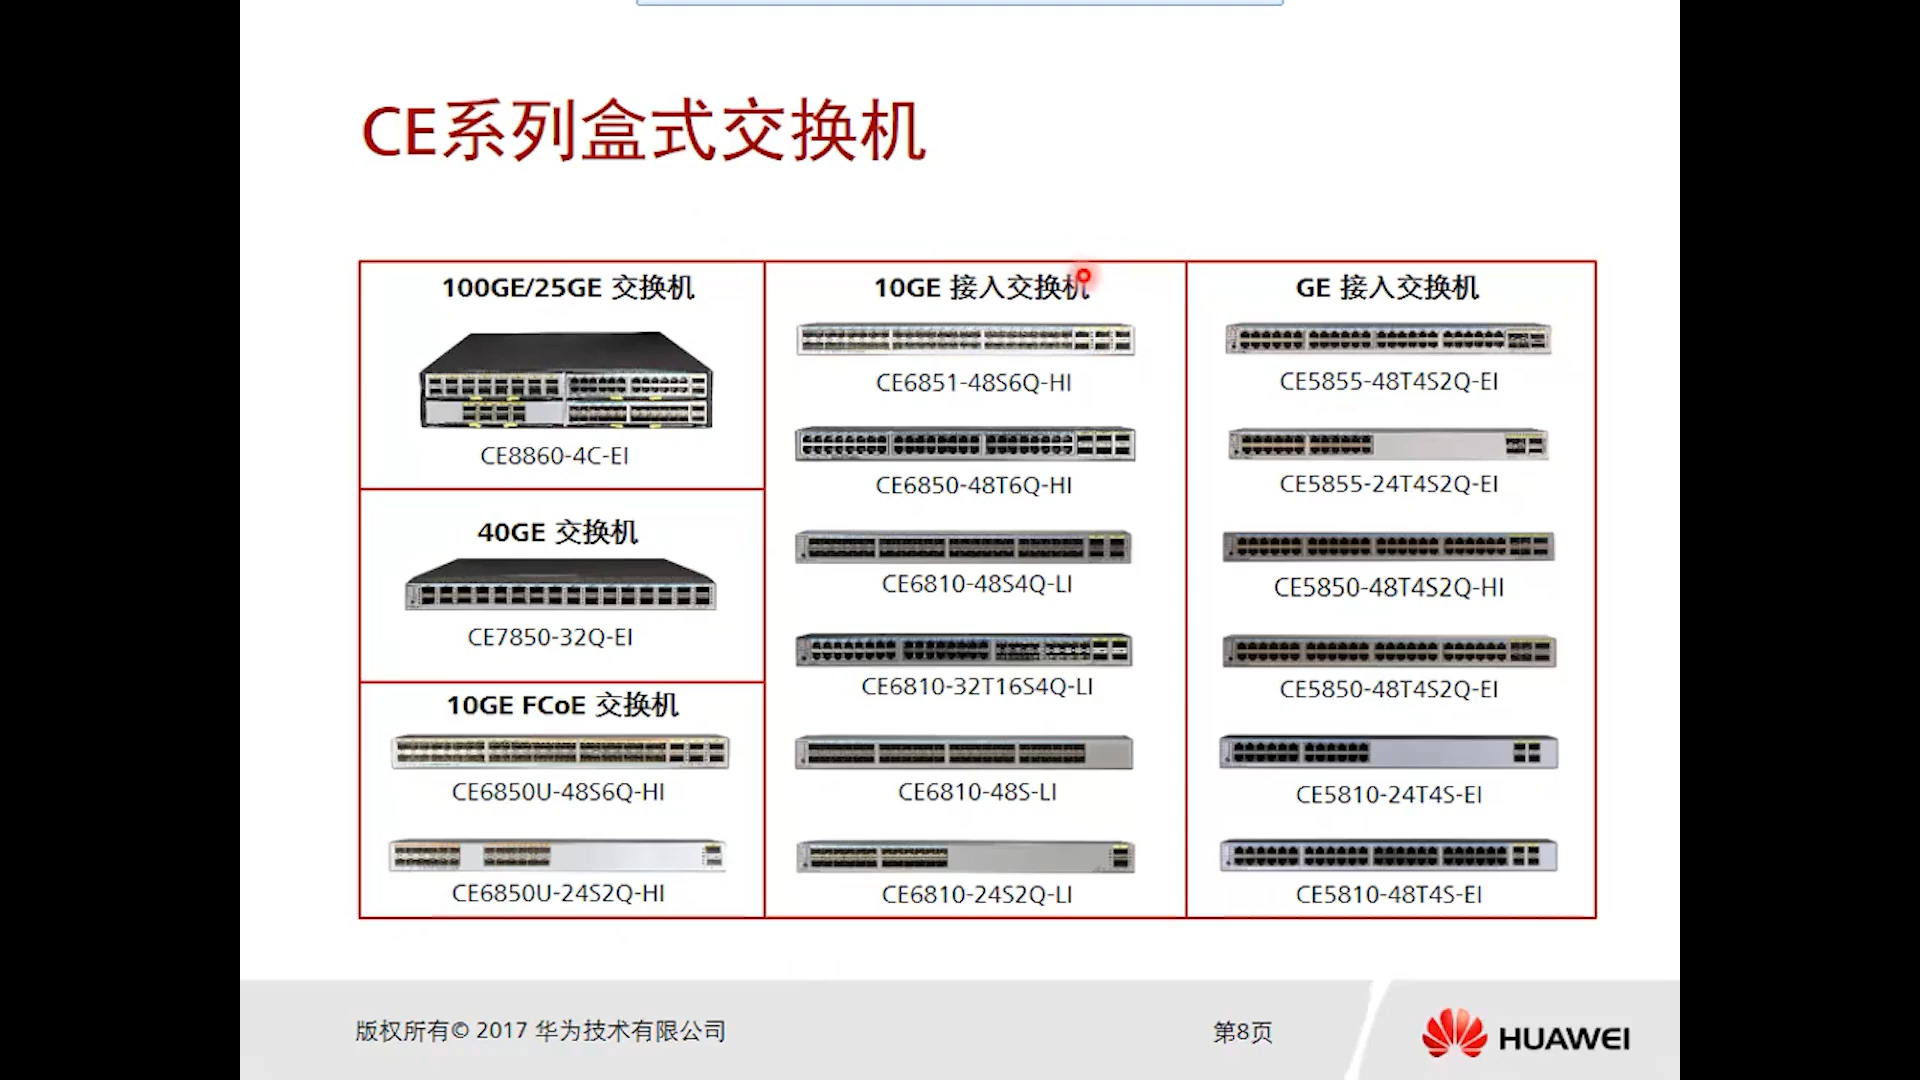 CE系列盒式交换机
100GE/25GE 交换机
CE8860-4C-EI
40GE 交换机
CE7850-32Q-EI
10GE FCoE 交换机
CE6850U-48S6Q-HI
CE6850U-24S2Q-HI
10GE 接入交换机
CE6851-48S6Q-HI
CE6850-48T6Q-HI
CE6810-48S4Q-LI
CE6810-32T16S4Q-LI
CE6810-48S-LI
CE6810-24S2Q-LI
GE 接入交换机
CE5855-48T4S2Q-EI
CE5855-24T4S2Q-EI
CE5850-48T4S2Q-HI
CE5850-48T4S2Q-EI
CE5810-24T4S-EI
CE5810-48T4S-EI
版权所有© 2017 华为技术有限公司
第8页
HUAWEI